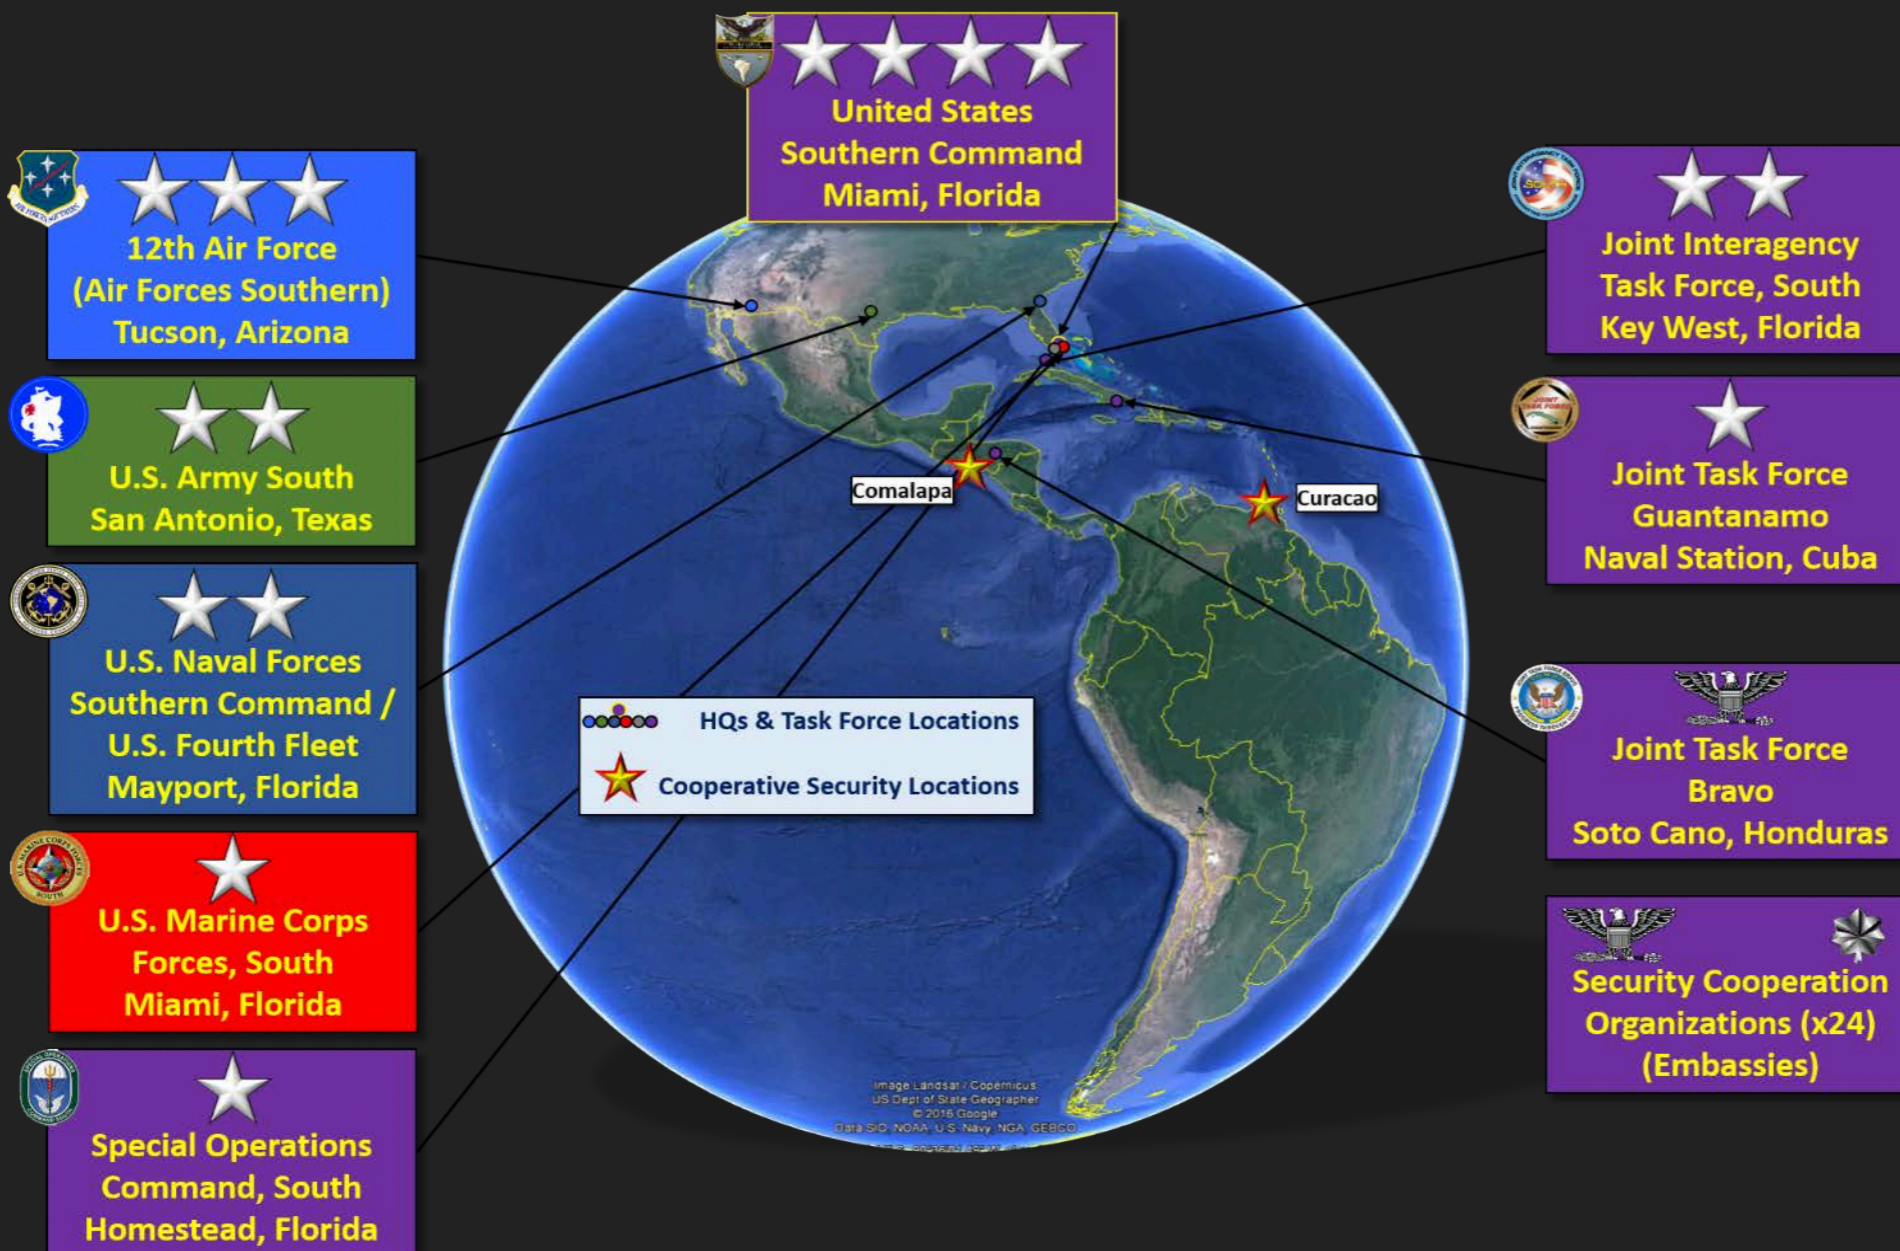 United States
Southern Command
Miami, Florida
12th Air Force
(Air Forces Southern)
Tucson, Arizona
U.S. Army South
San Antonio, Texas
U.S. Naval Forces
Southern Command /
U.S. Fourth Fleet
Mayport, Florida
U.S. Marine Corps
Forces, South
Miami, Florida
Special Operations
Command, South
Homestead, Florida
Comalapa
Curacao
HQs & Task Force Locations
Cooperative Security Locations
Image Landsat / Copernicus
US Dept of State Geographer
© 2016 Google
Data SIO, NOAA, U.S. Navy, NGA, GEBCO
Joint Interagency
Task Force, South
Key West, Florida
Joint Task Force
Guantanamo
Naval Station, Cuba
Joint Task Force
Bravo
Soto Cano, Honduras
Security Cooperation
Organizations (x24)
(Embassies)